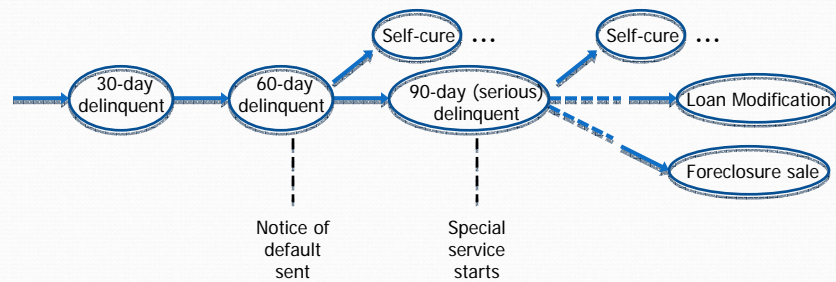 Self-cure ...
Self-cure ...
30-day
delinquent
60-day
delinquent
90-day (serious)
delinquent
Loan Modification
Foreclosure sale
Notice of
default
sent
Special
service
starts